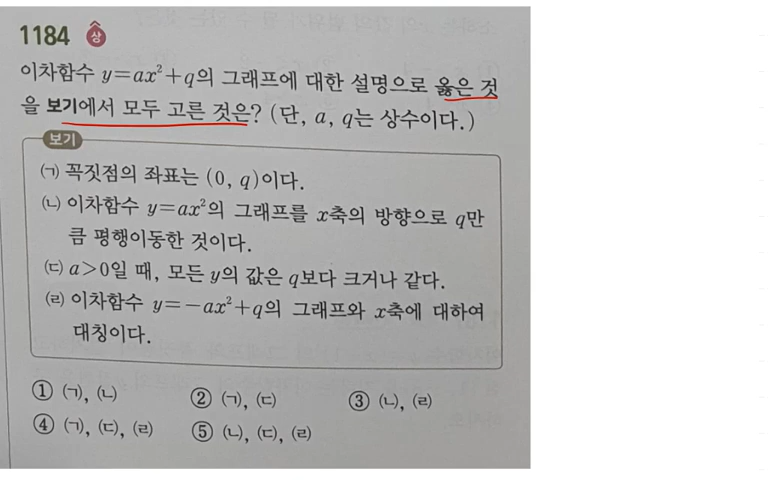 1184 상
이차함수 y=ax²+q의 그래프에 대한 설명으로 옳은 것
을 보기에서 모두 고른 것은? (단, a, q는 상수이다.)
보기
㈀ 꼭짓점의 좌표는 (0, q)이다.
㈁ 이차함수 y=ax²의 그래프를 x축의 방향으로 q만
큼 평행이동한 것이다.
㈂ a>0일 때, 모든 y의 값은 q보다 크거나 같다.
㈃ 이차함수 y=-ax²+q의 그래프와 x축에 대하여
대칭이다.
① ㈀, ㈁ ② ㈀, ㈂ ③ ㈁, ㈃
④ ㈀, ㈂, ㈃ ⑤ ㈁, ㈂, ㈃